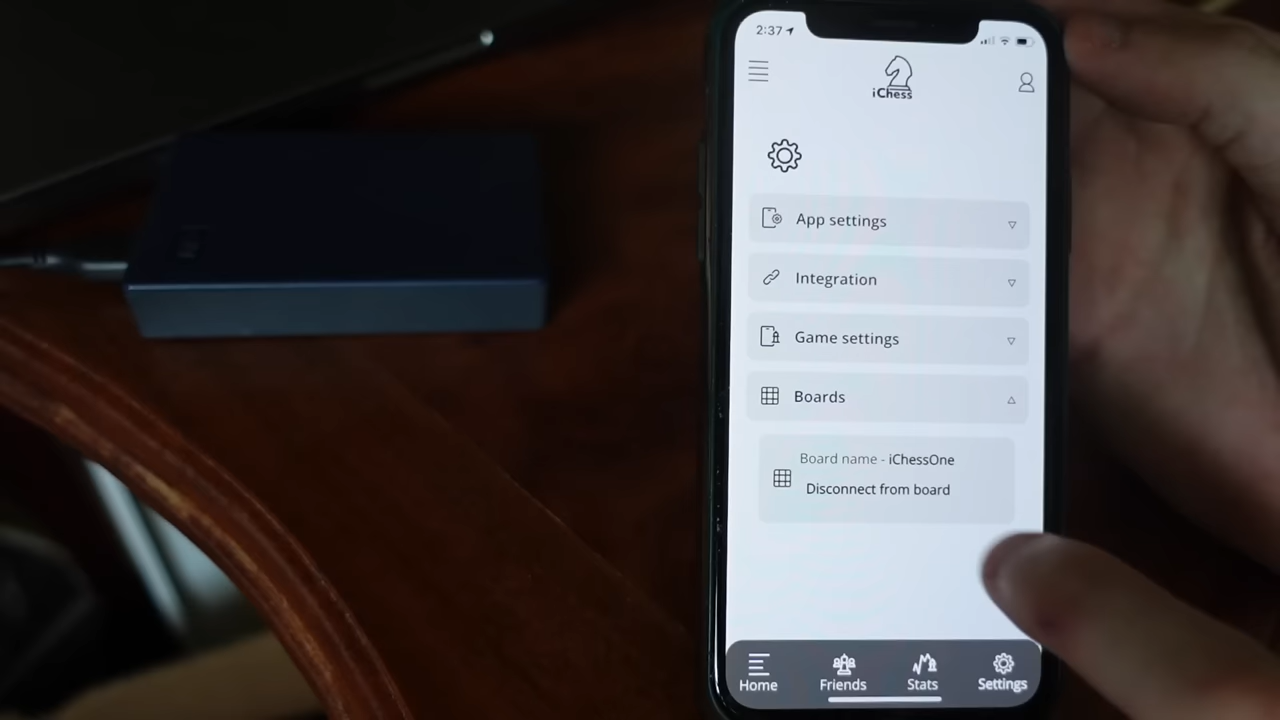 2:37
iChess
App settings
Integration
Game settings
Boards
Board name - iChessOne
Disconnect from board
Home
Friends
Stats
Settings